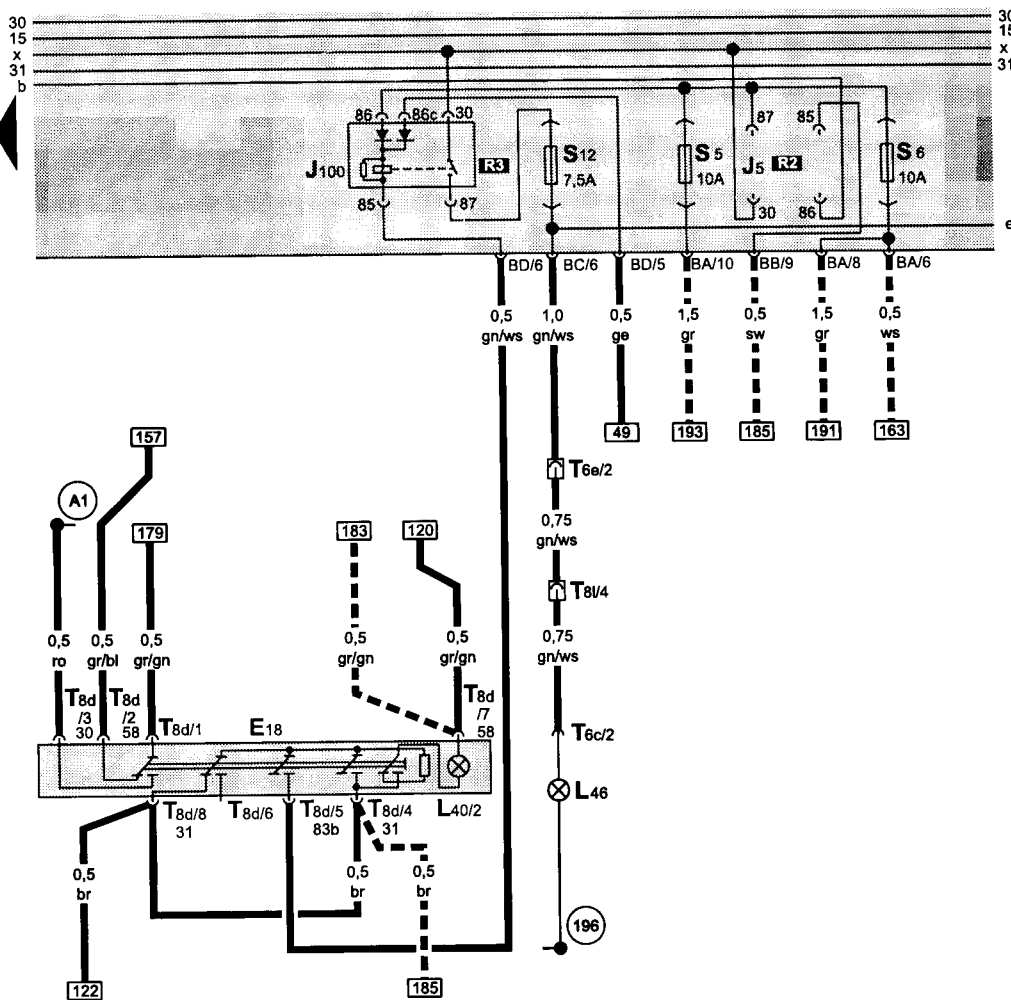 30 30
15 15
x x
31 31
b
86 86c 30 87 85
J100 R3 S12 S5 J5 R2 S6
7,5A 10A 10A
85 87 30 86 e
BD/6 BC/6 BD/5 BA/10 BB/9 BA/8 BA/6
0,5 1,0 0,5 1,5 0,5 1,5 0,5
gn/ws gn/ws ge gr sw gr ws
49 193 185 191 163
157
T6e/2
A1
179 183 120
0,75
gn/ws
T8l/4
0,5 0,5 0,5 0,5 0,5 0,75
ro gr/bl gr/gn gr/gn gr/gn gn/ws
T8d T8d T8d
/3 /2 /7
30 58 T8d/1 E18 58 T6c/2
L46
T8d/8 T8d/6 T8d/5 T8d/4 L40/2
31 83b 31
0,5 0,5 0,5
br br br
196
122 185